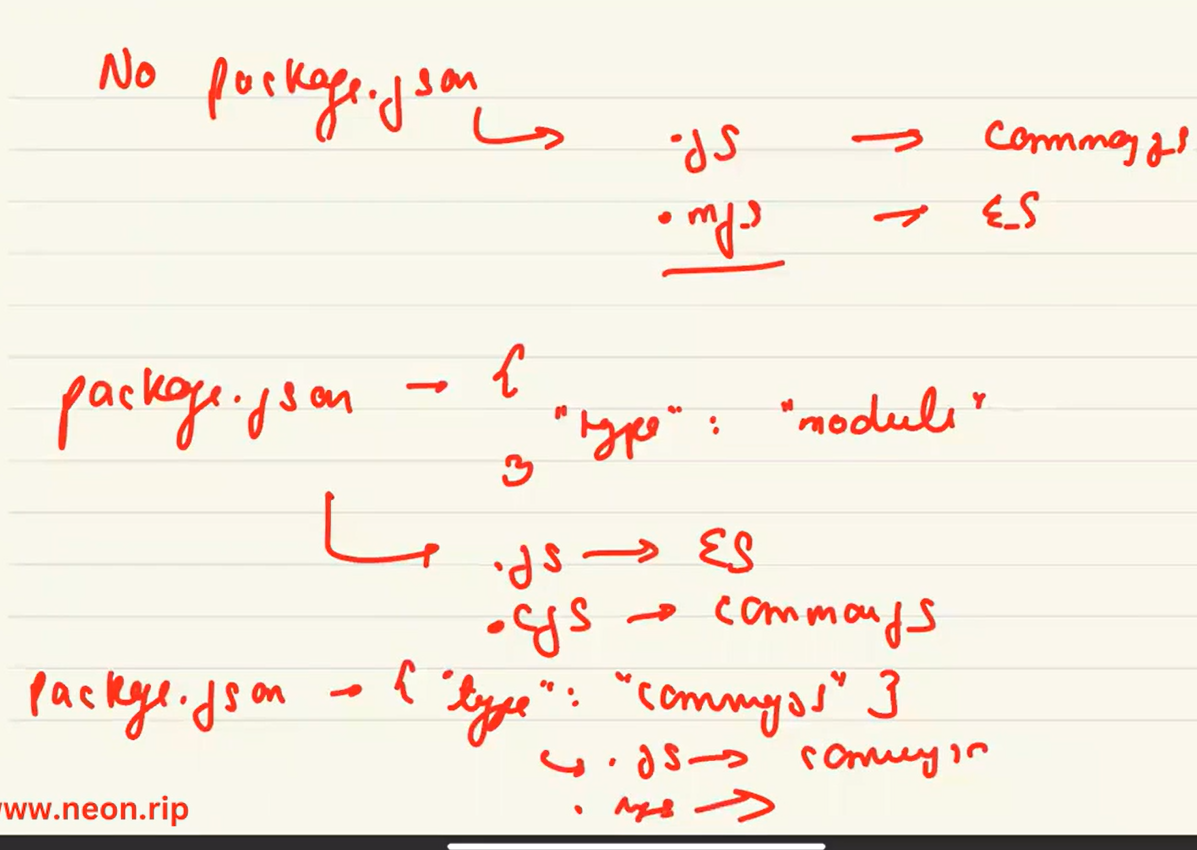 No package.json
.js → commonjs
.mjs → ES
package.json → {
"type": "module"
}
.js → ES
.cjs → commonjs
package.json → { "type": "commonjs" }
.js → commonjs
.mjs →
www.neon.rip